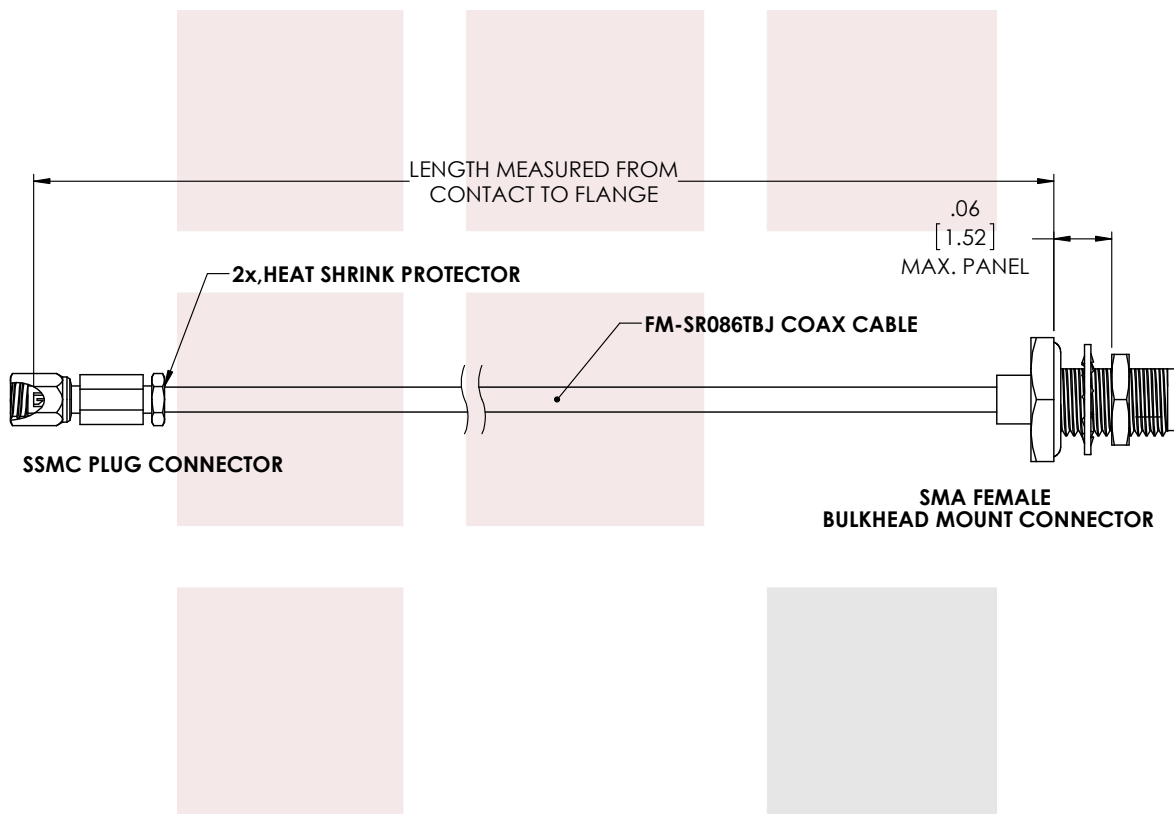 LENGTH MEASURED FROM
CONTACT TO FLANGE
.06
[1.52]
MAX. PANEL
2x,HEAT SHRINK PROTECTOR
FM-SR086TBJ COAX CABLE
SSMC PLUG CONNECTOR
SMA FEMALE
BULKHEAD MOUNT CONNECTOR